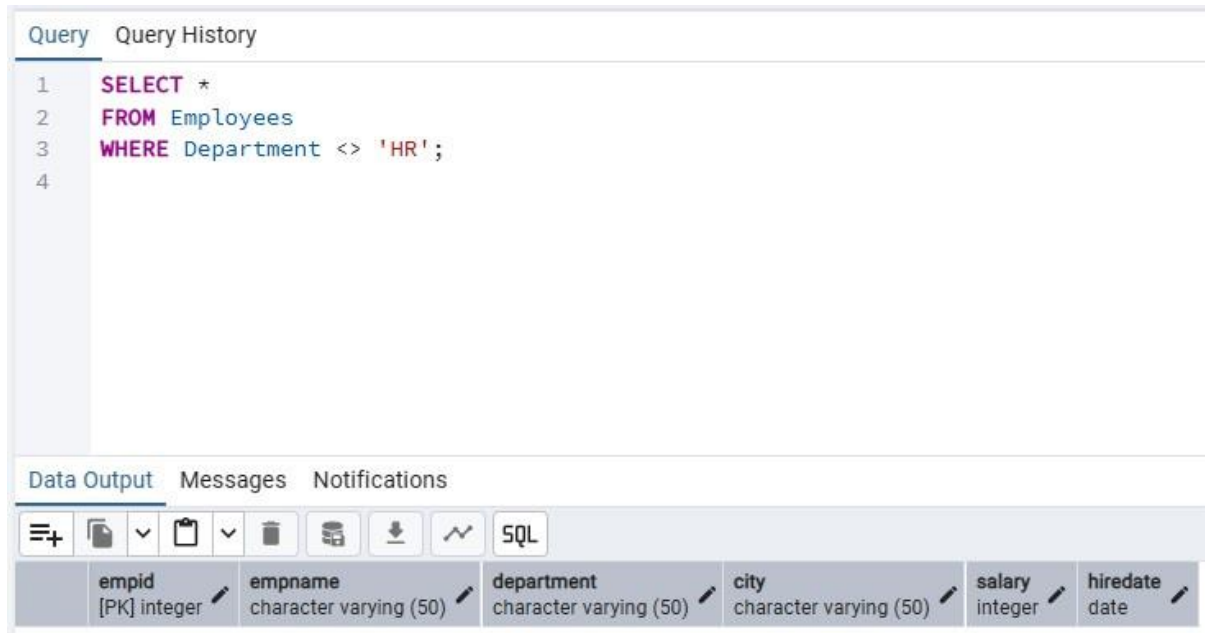 Query Query History
1 SELECT *
2 FROM Employees
3 WHERE Department <> 'HR';
4
Data Output Messages Notifications
SQL
empid empname department city salary hiredate
[PK] integer character varying (50) character varying (50) character varying (50) integer date